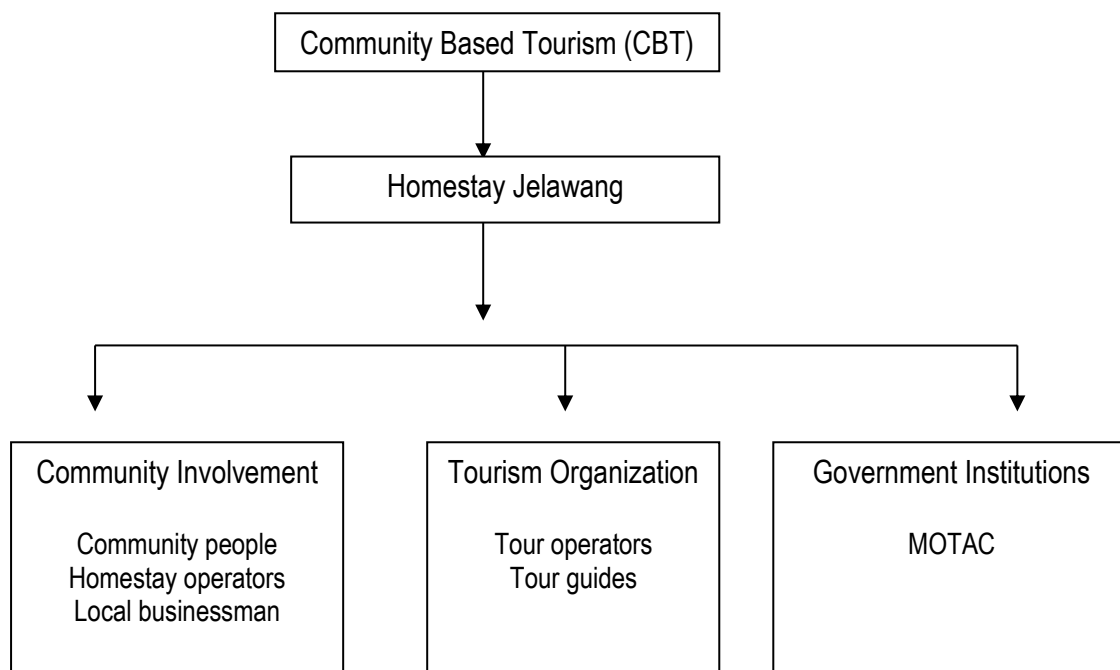 Community Based Tourism (CBT)
Homestay Jelawang
Community Involvement
Community people
Homestay operators
Local businessman
Tourism Organization
Tour operators
Tour guides
Government Institutions
MOTAC